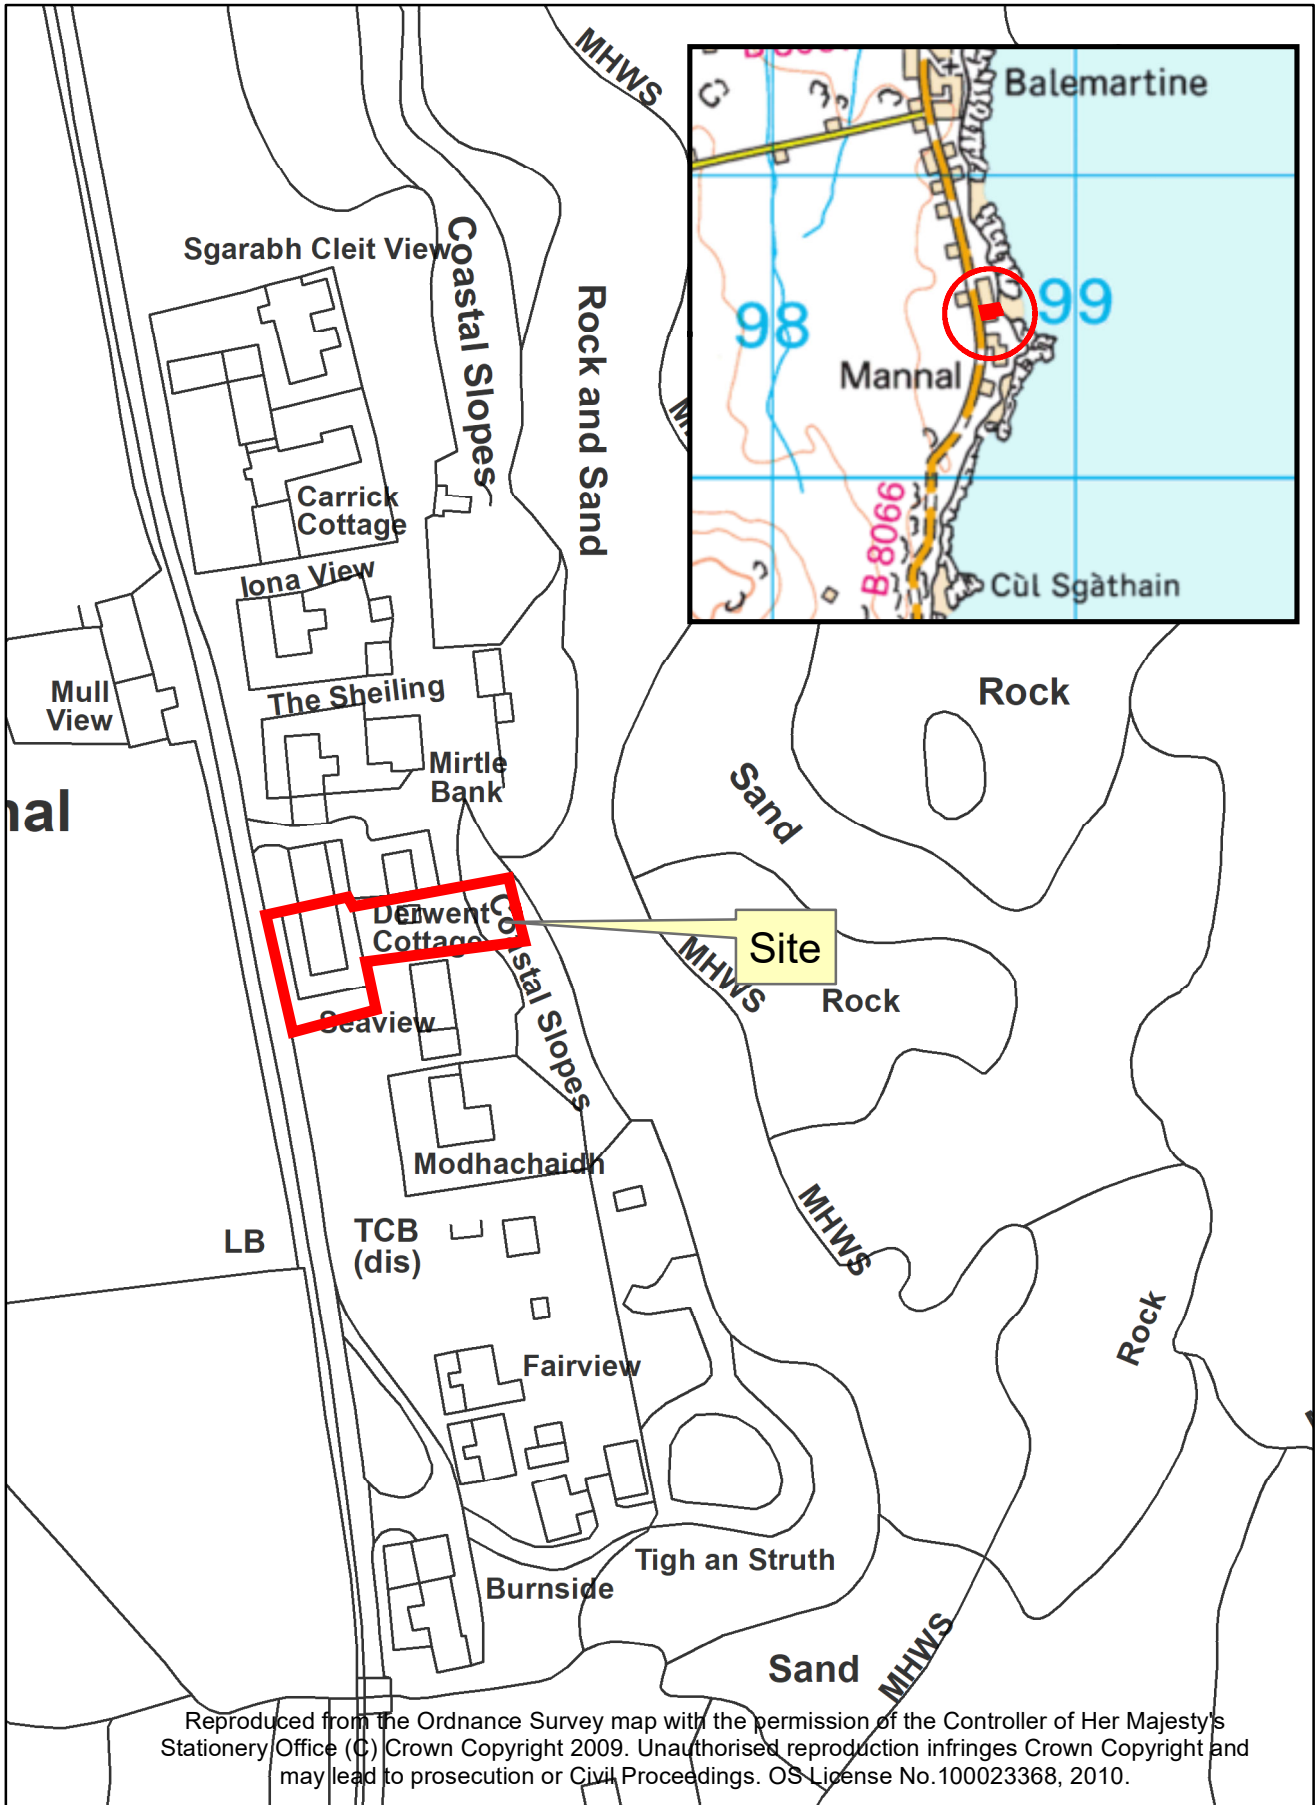 MHWS
Balemartine
98
99
Mannal
B 8066
Cùl Sgàthain
Sgarabh Cleit View
Coastal Slopes
Rock and Sand
Carrick
Cottage
Iona View
Mull
View
The Sheiling
Mirtle
Bank
Rock
Sand
Derwent
Cottage
Coastal Slopes
Site
MHWS
Rock
Seaview
Modhachaidh
MHWS
LB
TCB
(dis)
Rock
Fairview
Tigh an Struth
Burnside
Sand
MHWS
Reproduced from the Ordnance Survey map with the permission of the Controller of Her Majesty's
Stationery Office (C) Crown Copyright 2009. Unauthorised reproduction infringes Crown Copyright and
may lead to prosecution or Civil Proceedings. OS License No.100023368, 2010.